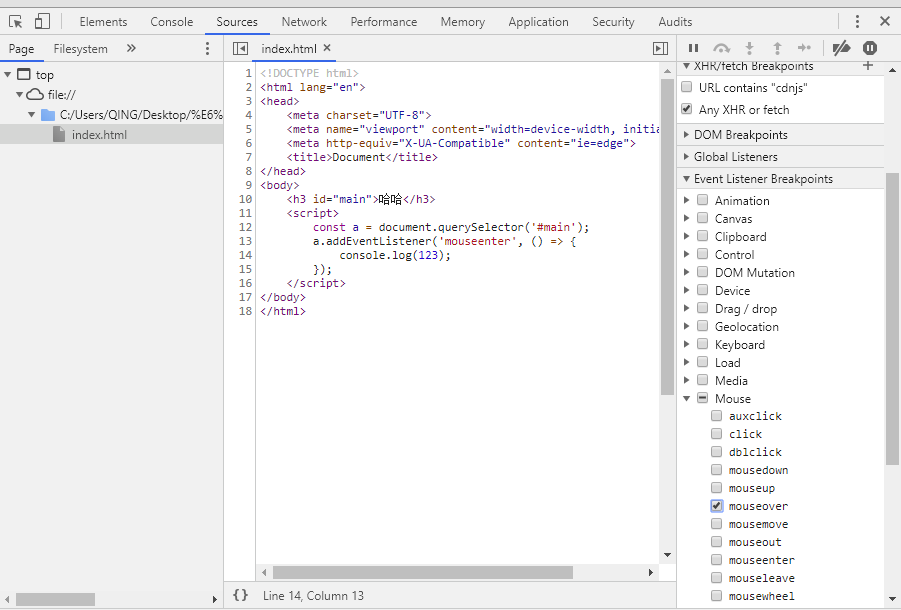 Elements Console Sources Network Performance Memory Application Security Audits
Page Filesystem »
index.html ×
top
file://
C:/Users/QING/Desktop/%E6%
index.html
1 <!DOCTYPE html>
2 <html lang="en">
3 <head>
4 <meta charset="UTF-8">
5 <meta name="viewport" content="width=device-width, initia
6 <meta http-equiv="X-UA-Compatible" content="ie=edge">
7 <title>Document</title>
8 </head>
9 <body>
10 <h3 id="main">哈哈</h3>
11 <script>
12 const a = document.querySelector('#main');
13 a.addEventListener('mouseenter', () => {
14 console.log(123);
15 });
16 </script>
17 </body>
18 </html>
{} Line 14, Column 13
XHR/fetch Breakpoints +
URL contains "cdnjs"
Any XHR or fetch
DOM Breakpoints
Global Listeners
Event Listener Breakpoints
Animation
Canvas
Clipboard
Control
DOM Mutation
Device
Drag / drop
Geolocation
Keyboard
Load
Media
Mouse
auxclick
click
dblclick
mousedown
mouseup
mouseover
mousemove
mouseout
mouseenter
mouseleave
mousewheel